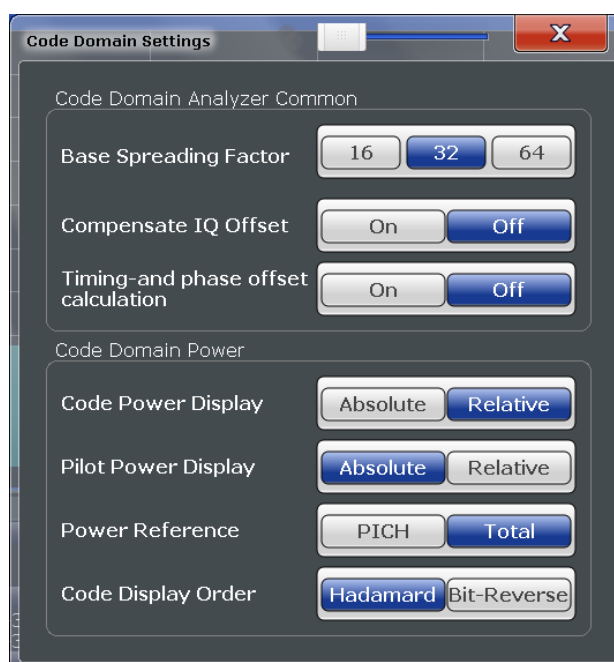 Code Domain Settings
X
Code Domain Analyzer Common
Base Spreading Factor 16 32 64
Compensate IQ Offset On Off
Timing-and phase offset
calculation On Off
Code Domain Power
Code Power Display Absolute Relative
Pilot Power Display Absolute Relative
Power Reference PICH Total
Code Display Order Hadamard Bit-Reverse